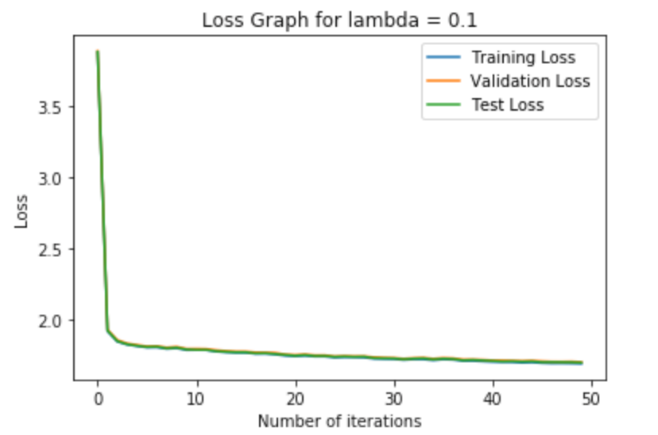 Loss Graph for lambda = 0.1
Training Loss
Validation Loss
Test Loss
3.5
3.0
2.5
2.0
Loss
0 10 20 30 40 50
Number of iterations